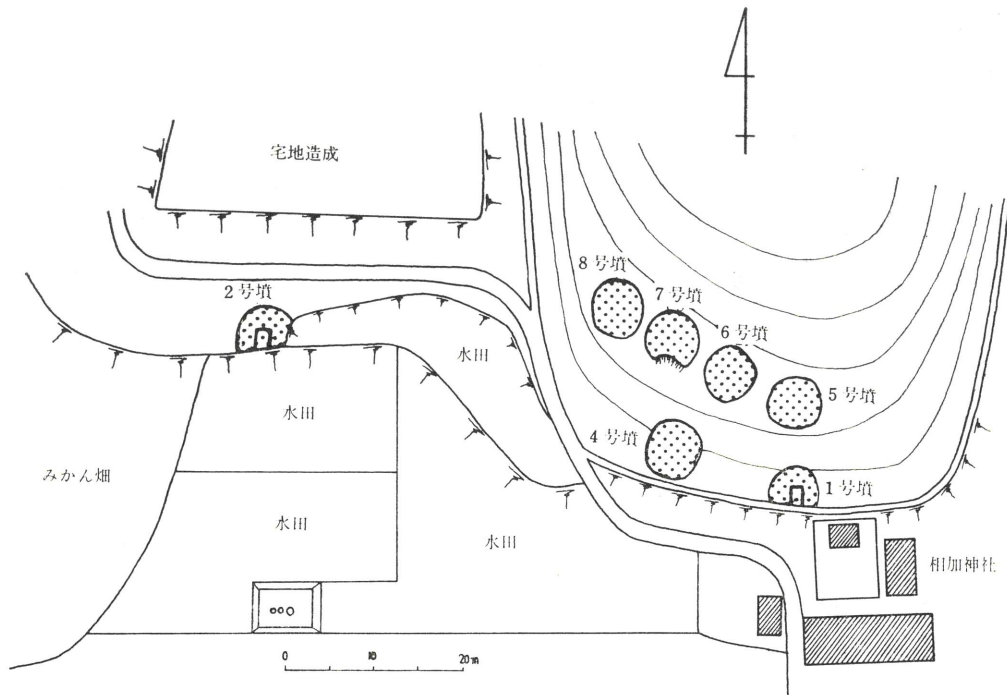 宅地造成
2号墳
8号墳
7号墳
6号墳
5号墳
4号墳
1号墳
水田
水田
みかん畑
水田
水田
相加神社
0 10 20m